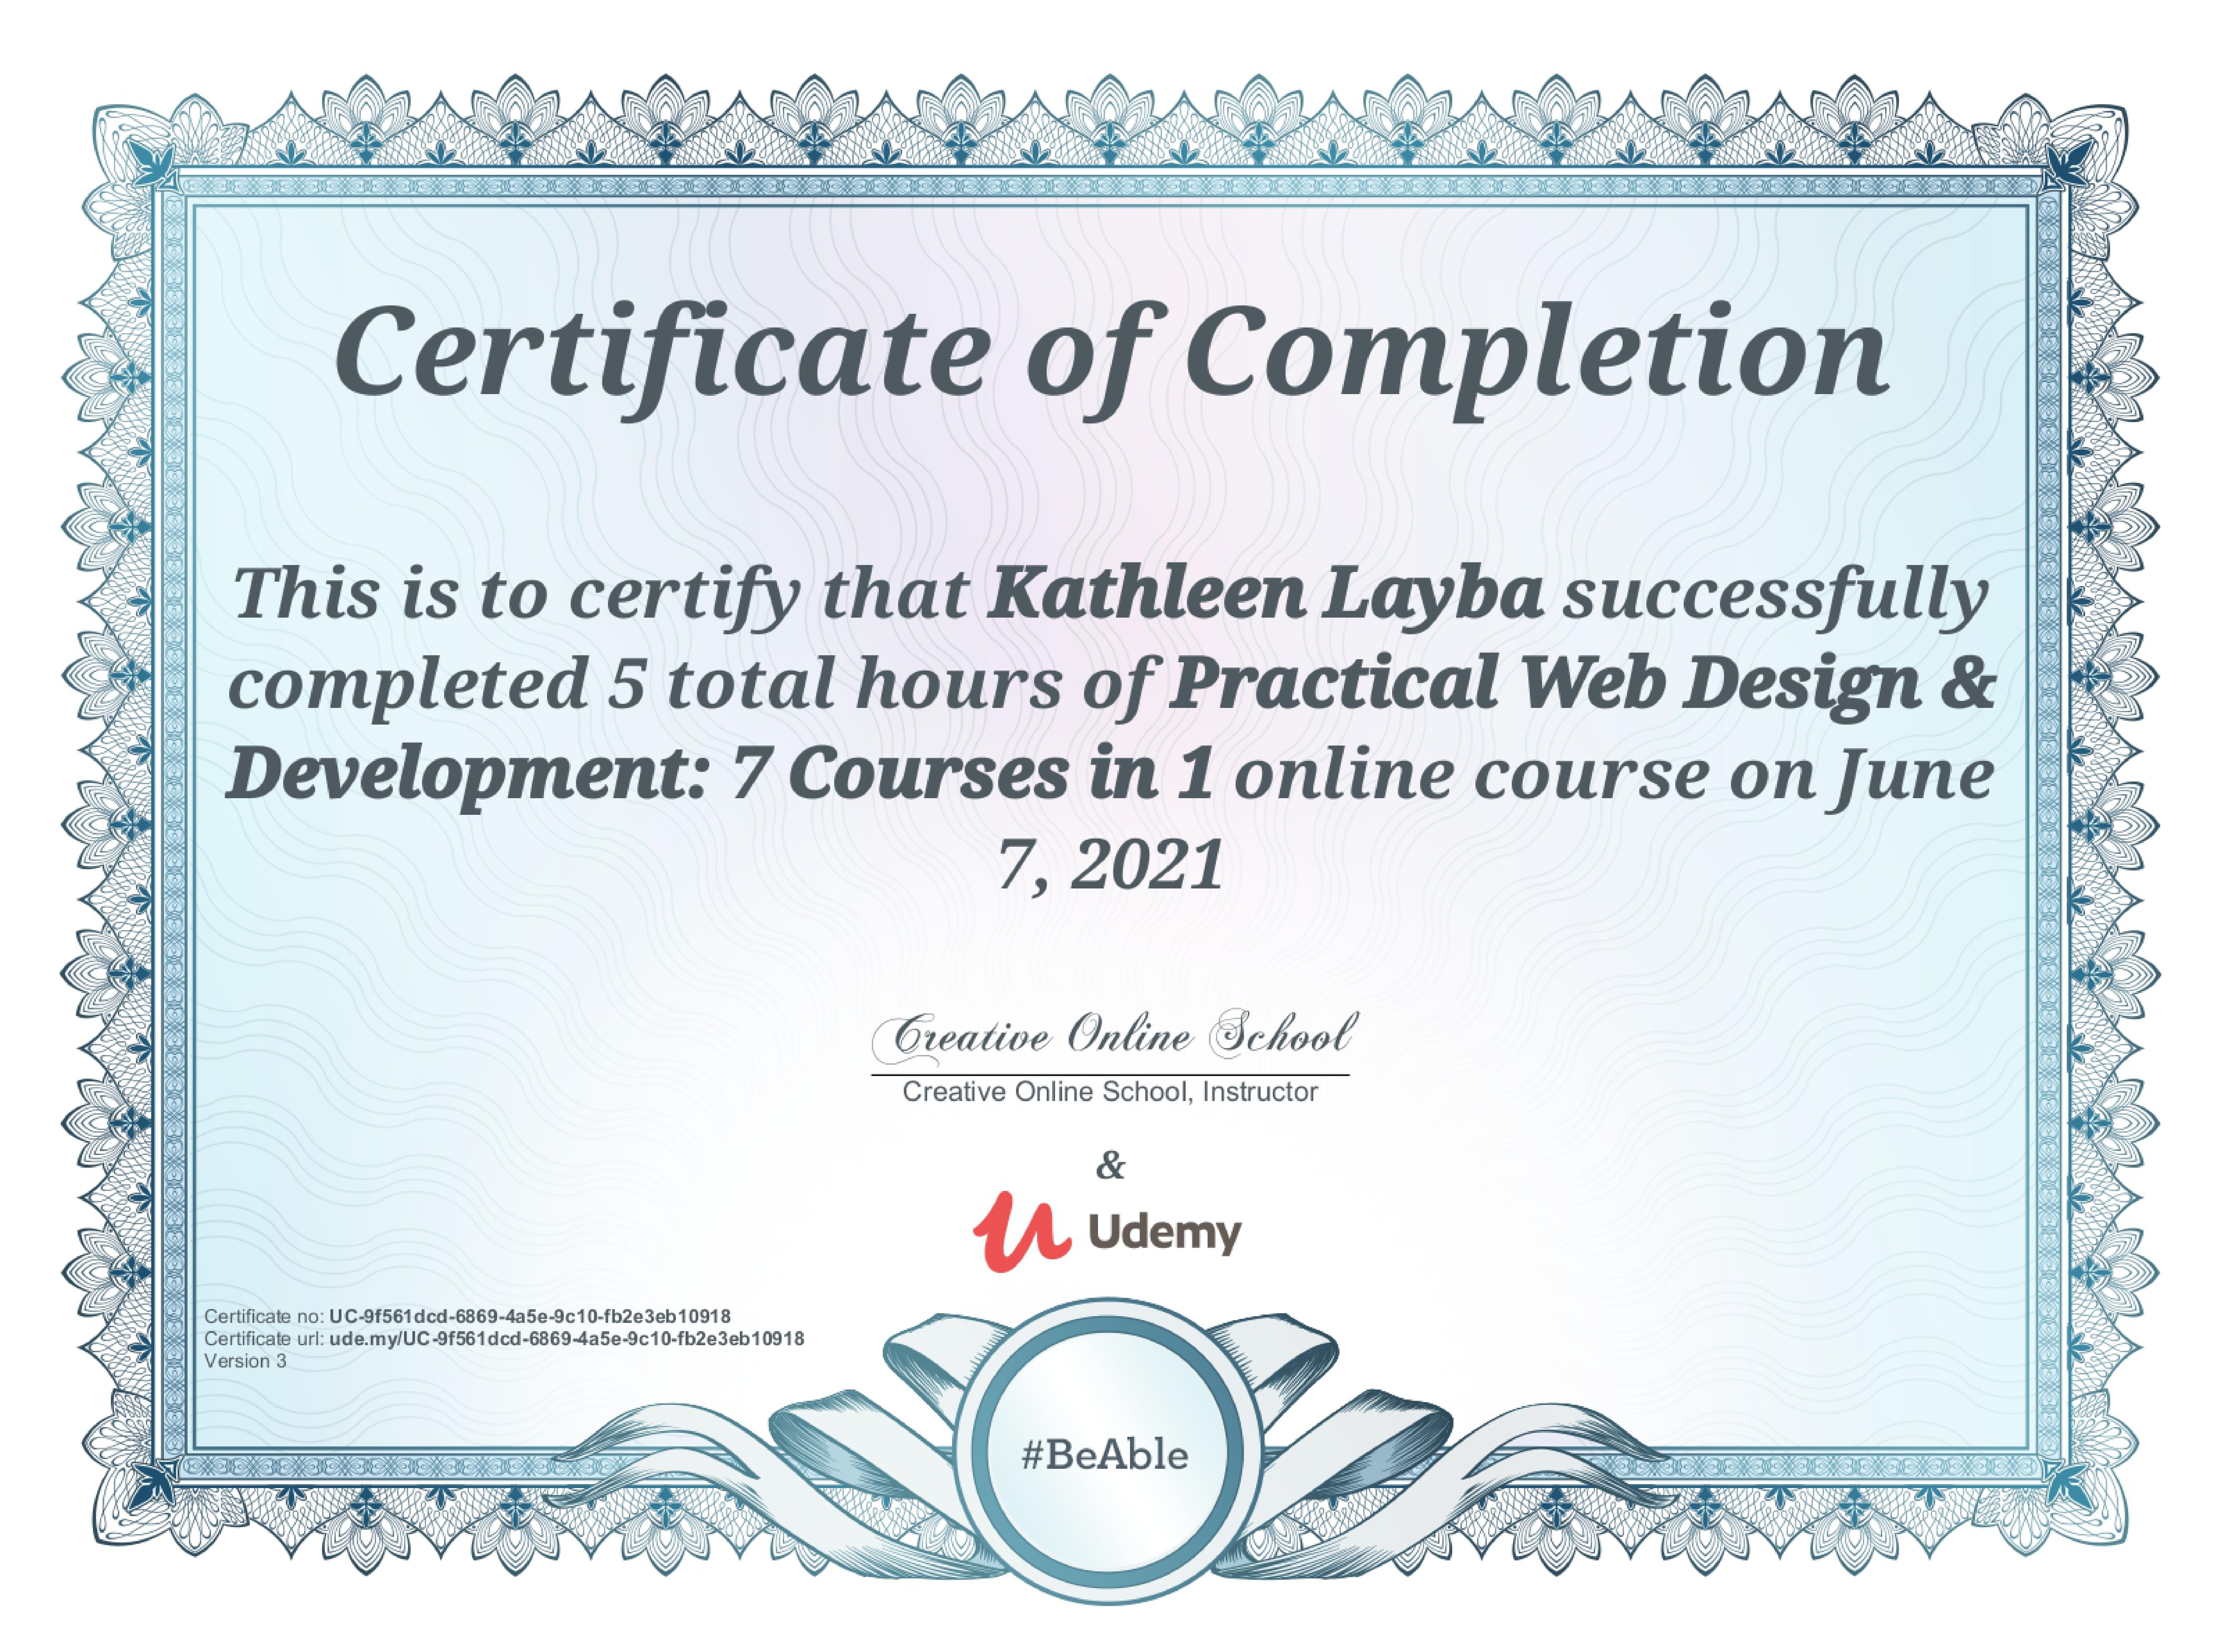 Certificate of Completion
This is to certify that Kathleen Layba successfully
completed 5 total hours of Practical Web Design &
Development: 7 Courses in 1 online course on June
7, 2021
Creative Online School
Creative Online School, Instructor
&
Udemy
Certificate no: UC-9f561dcd-6869-4a5e-9c10-fb2e3eb10918
Certificate url: ude.my/UC-9f561dcd-6869-4a5e-9c10-fb2e3eb10918
Version 3
#BeAble